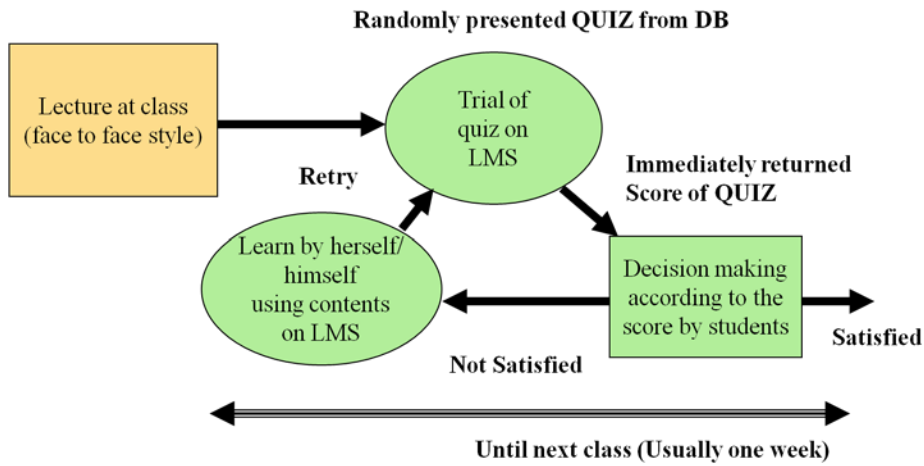 Randomly presented QUIZ from DB
Lecture at class
(face to face style)
Trial of
quiz on
LMS
Retry
Immediately returned
Score of QUIZ
Learn by herself/
himself
using contents
on LMS
Decision making
according to the
score by students
Satisfied
Not Satisfied
Until next class (Usually one week)